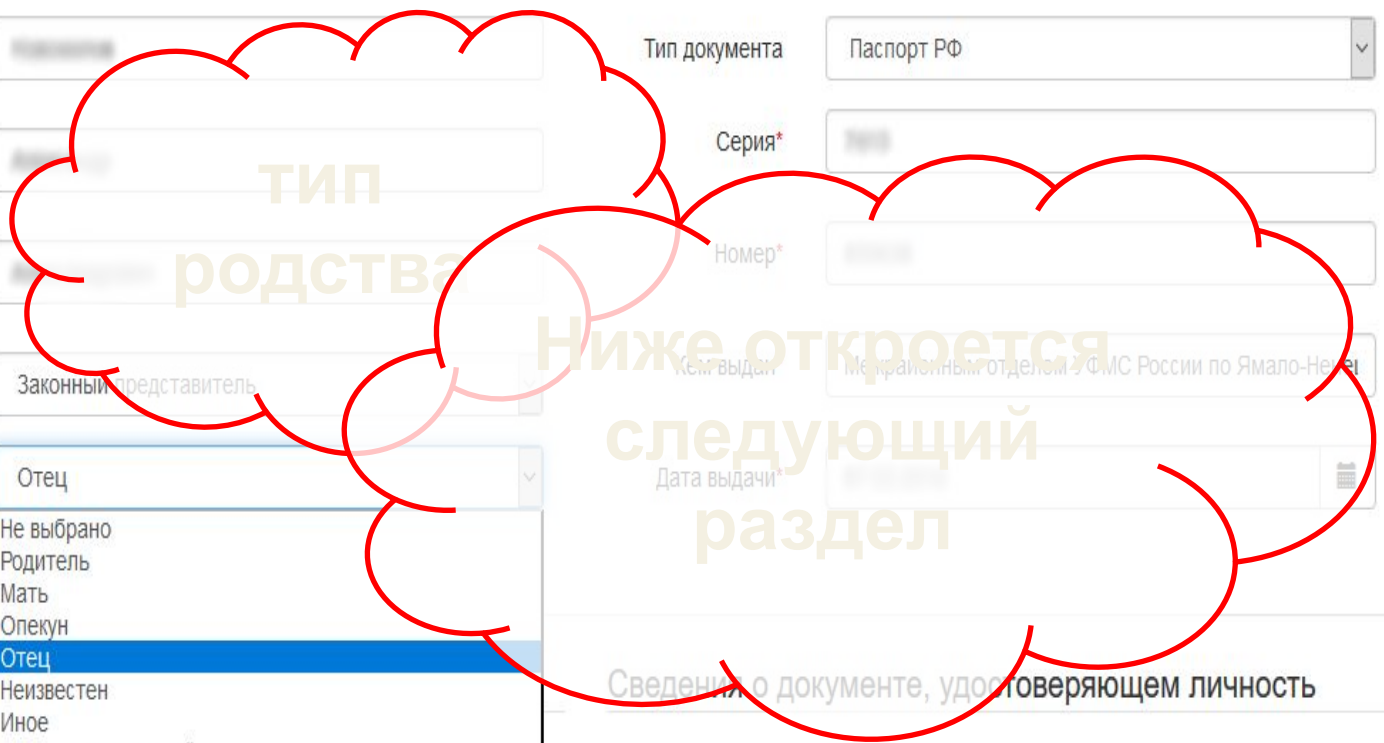 Тип документа
Паспорт РФ
Серия*
тип
родства
Номер*
Ниже откроется
следующий
раздел
Кем выдан
Межрайонным отделом УФМС России по Ямало-Ненец
Законный представитель
Отец
Дата выдачи*
Не выбрано
Родитель
Мать
Опекун
Отец
Неизвестен
Иное
Сведения о документе, удостоверяющем личность